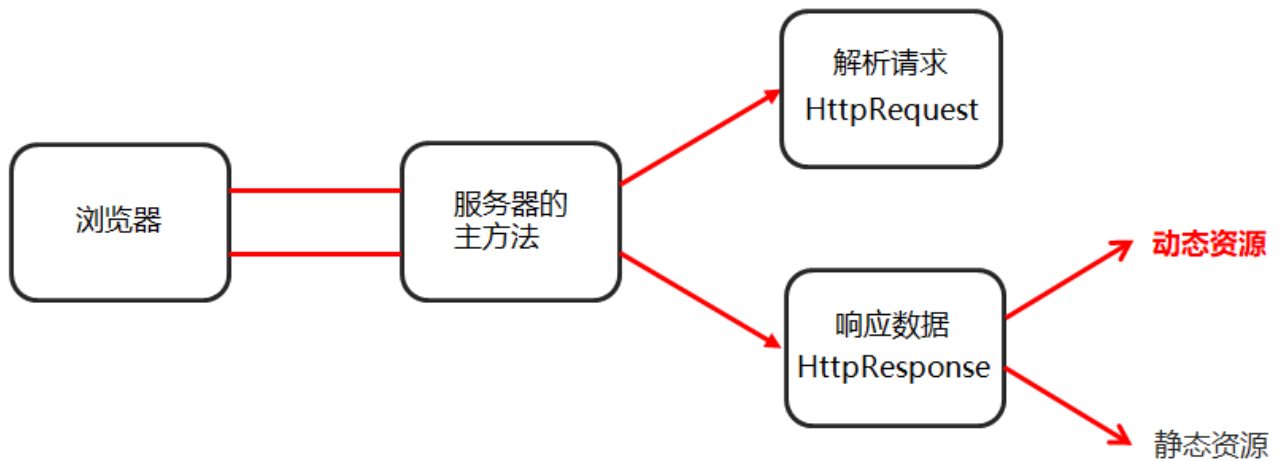 浏览器
服务器的
主方法
解析请求
HttpRequest
响应数据
HttpResponse
动态资源
静态资源